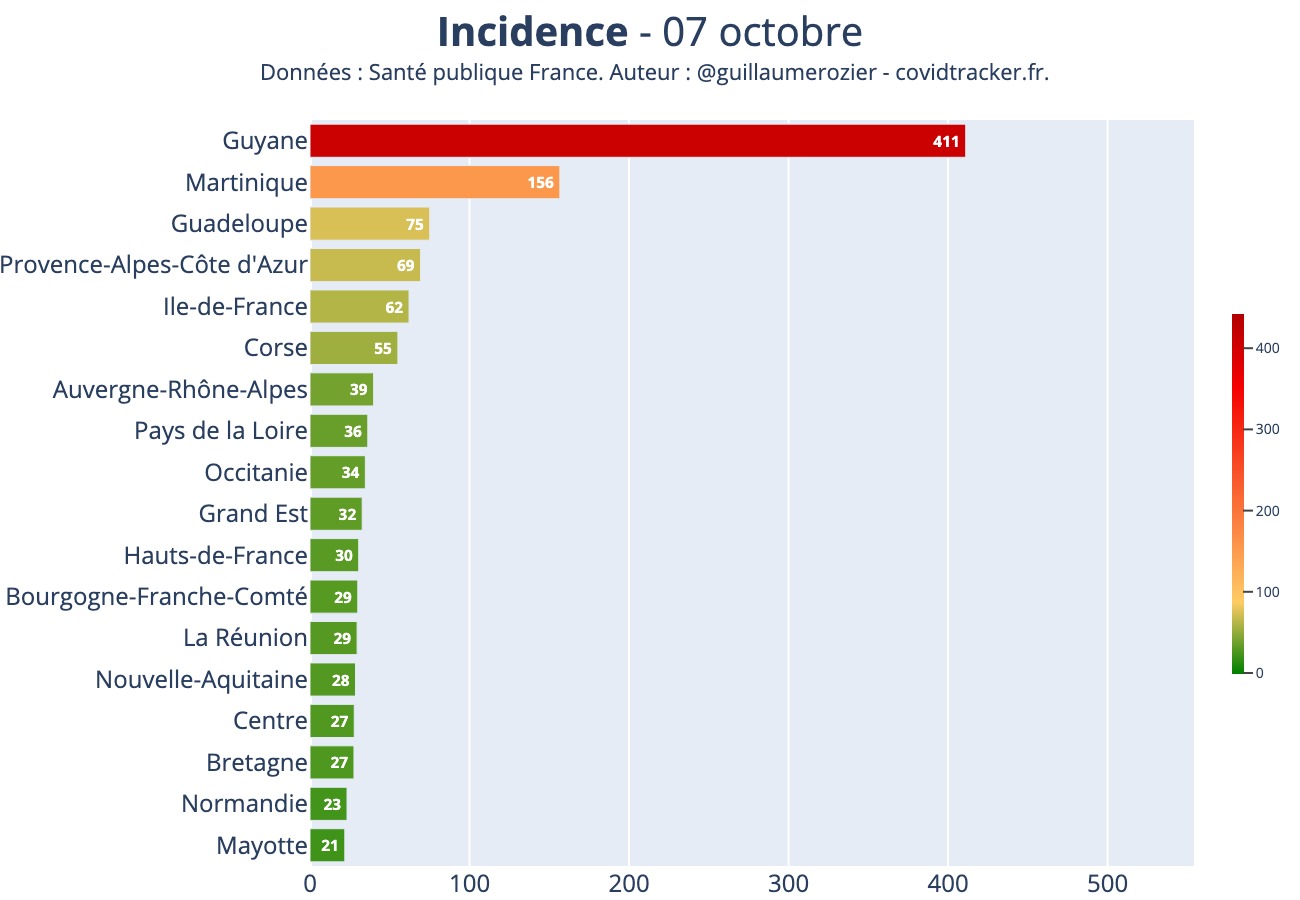 Incidence - 07 octobre
Données : Santé publique France. Auteur : @guillaumerozier - covidtracker.fr.
Guyane 411
Martinique 156
Guadeloupe 75
Provence-Alpes-Côte d'Azur 69
Ile-de-France 62
Corse 55
Auvergne-Rhône-Alpes 39
Pays de la Loire 36
Occitanie 34
Grand Est 32
Hauts-de-France 30
Bourgogne-Franche-Comté 29
La Réunion 29
Nouvelle-Aquitaine 28
Centre 27
Bretagne 27
Normandie 23
Mayotte 21
0 100 200 300 400 500
400
300
200
100
0